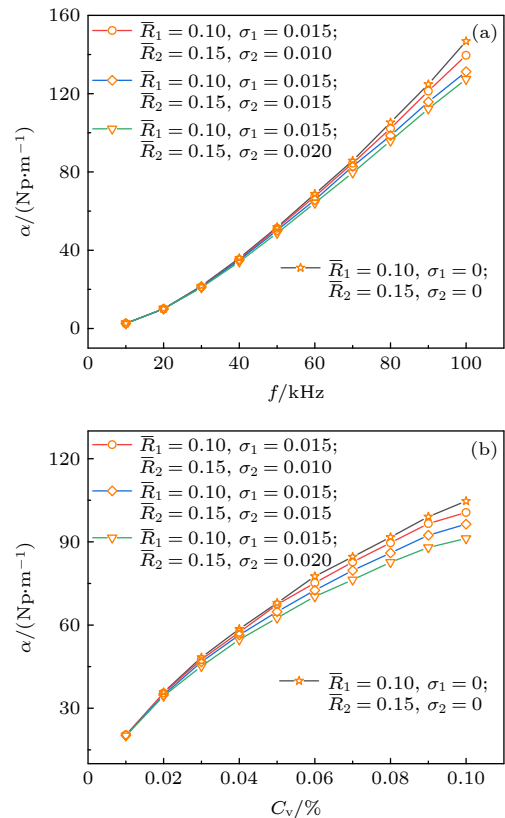 160
120
80
40
0
α/(Np·m⁻¹)
(a)
R̅₁ = 0.10, σ₁ = 0.015;
R̅₂ = 0.15, σ₂ = 0.010
R̅₁ = 0.10, σ₁ = 0.015;
R̅₂ = 0.15, σ₂ = 0.015
R̅₁ = 0.10, σ₁ = 0.015;
R̅₂ = 0.15, σ₂ = 0.020
R̅₁ = 0.10, σ₁ = 0;
R̅₂ = 0.15, σ₂ = 0
0 20 40 60 80 100
f/kHz
120
90
60
30
α/(Np·m⁻¹)
(b)
R̅₁ = 0.10, σ₁ = 0.015;
R̅₂ = 0.15, σ₂ = 0.010
R̅₁ = 0.10, σ₁ = 0.015;
R̅₂ = 0.15, σ₂ = 0.015
R̅₁ = 0.10, σ₁ = 0.015;
R̅₂ = 0.15, σ₂ = 0.020
R̅₁ = 0.10, σ₁ = 0;
R̅₂ = 0.15, σ₂ = 0
0 0.02 0.04 0.06 0.08 0.10
Cᵥ/%